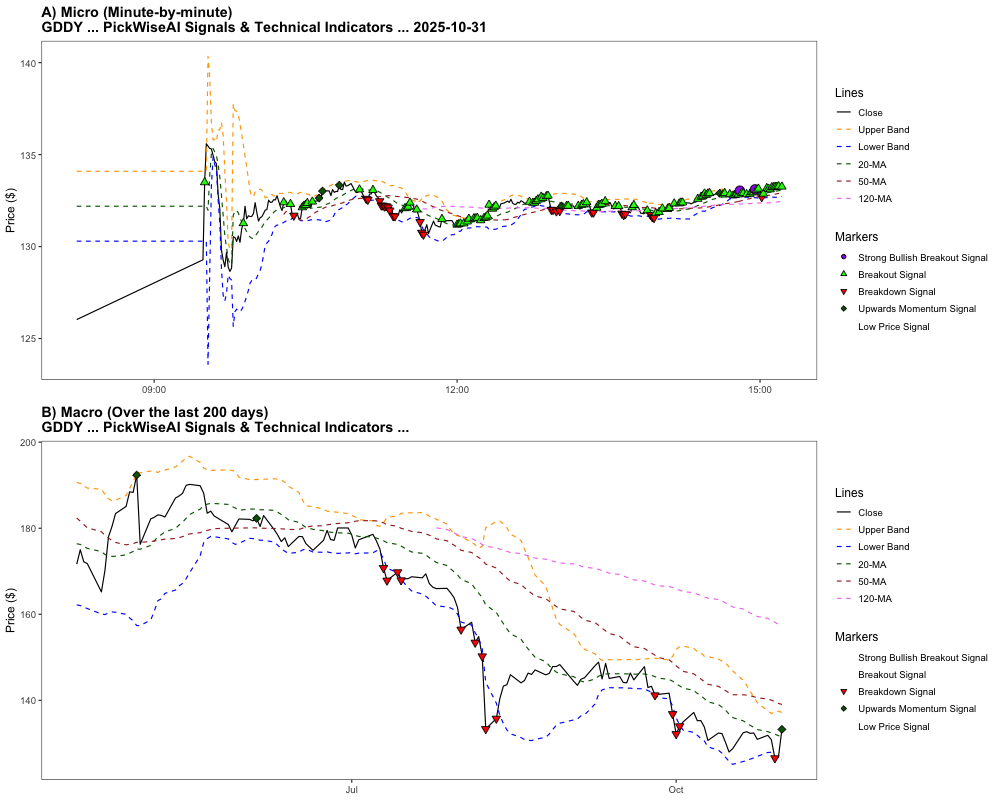 A) Micro (Minute-by-minute)
GDDY ... PickWiseAI Signals & Technical Indicators ... 2025-10-31
140
135
130
125
Price ($)
09:00
12:00
15:00
Lines
Close
Upper Band
Lower Band
20-MA
50-MA
120-MA
Markers
Strong Bullish Breakout Signal
Breakout Signal
Breakdown Signal
Upwards Momentum Signal
Low Price Signal
B) Macro (Over the last 200 days)
GDDY ... PickWiseAI Signals & Technical Indicators ...
200
180
160
140
Price ($)
Jul
Oct
Lines
Close
Upper Band
Lower Band
20-MA
50-MA
120-MA
Markers
Strong Bullish Breakout Signal
Breakout Signal
Breakdown Signal
Upwards Momentum Signal
Low Price Signal